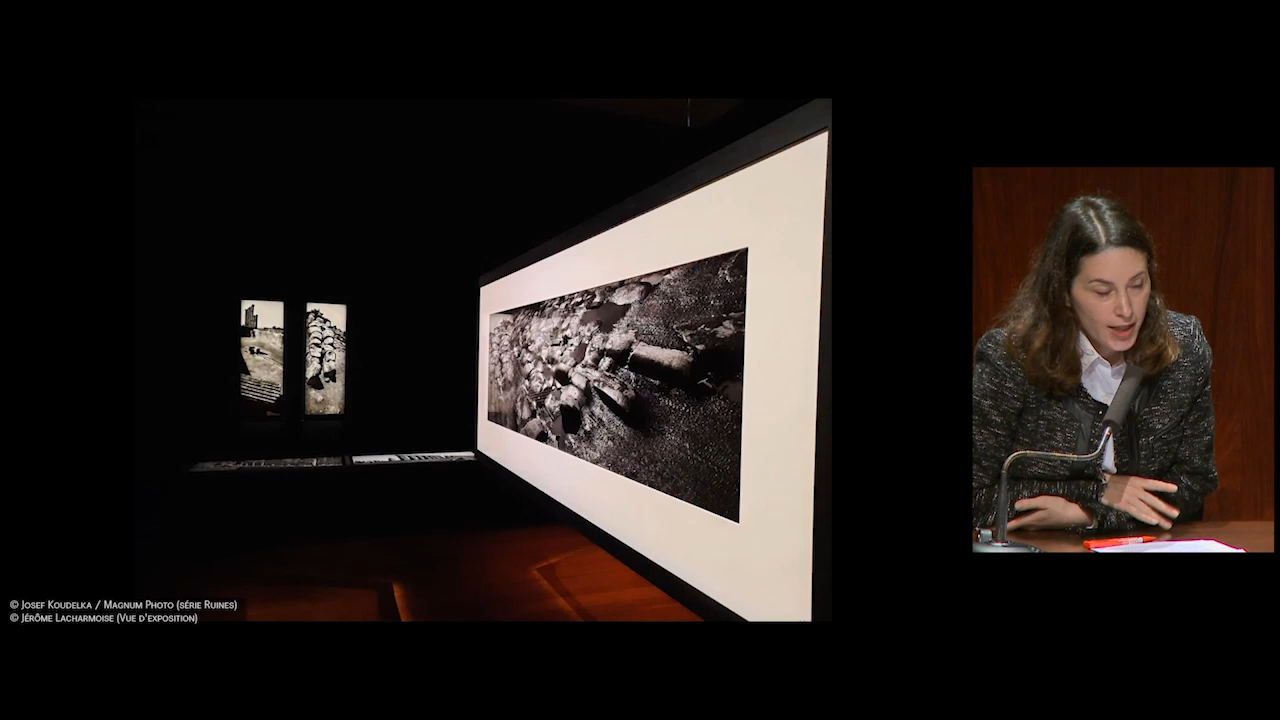 © Josef Koudelka / Magnum Photo (série Ruines)
© Jérôme Lacharmoise (Vue d'exposition)